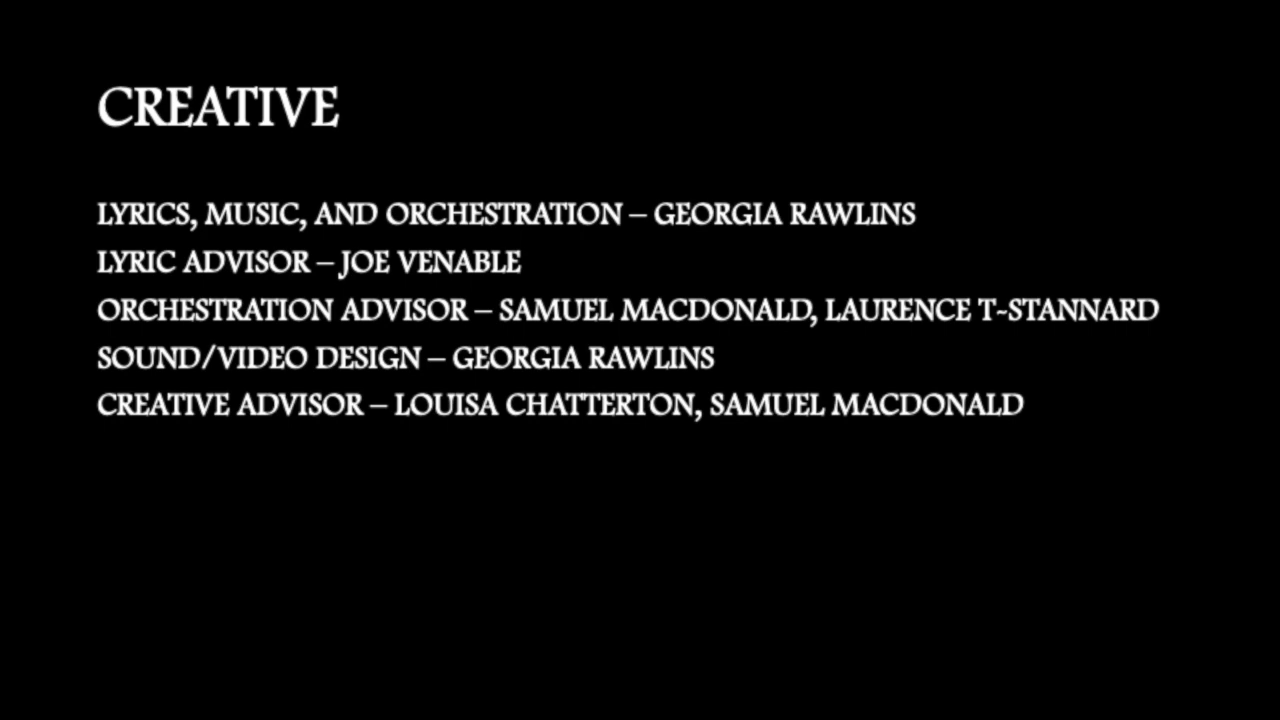 CREATIVE
LYRICS, MUSIC, AND ORCHESTRATION – GEORGIA RAWLINS
LYRIC ADVISOR – JOE VENABLE
ORCHESTRATION ADVISOR – SAMUEL MACDONALD, LAURENCE T-STANNARD
SOUND/VIDEO DESIGN – GEORGIA RAWLINS
CREATIVE ADVISOR – LOUISA CHATTERTON, SAMUEL MACDONALD